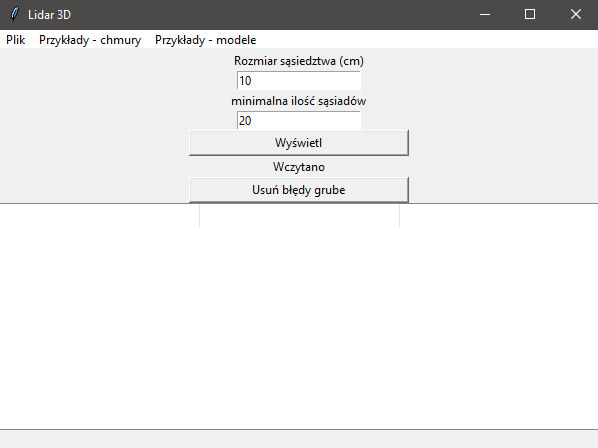 Lidar 3D
Plik Przykłady - chmury Przykłady - modele
Rozmiar sąsiedztwa (cm)
10
minimalna ilość sąsiadów
20
Wyświetl
Wczytano
Usuń błędy grube